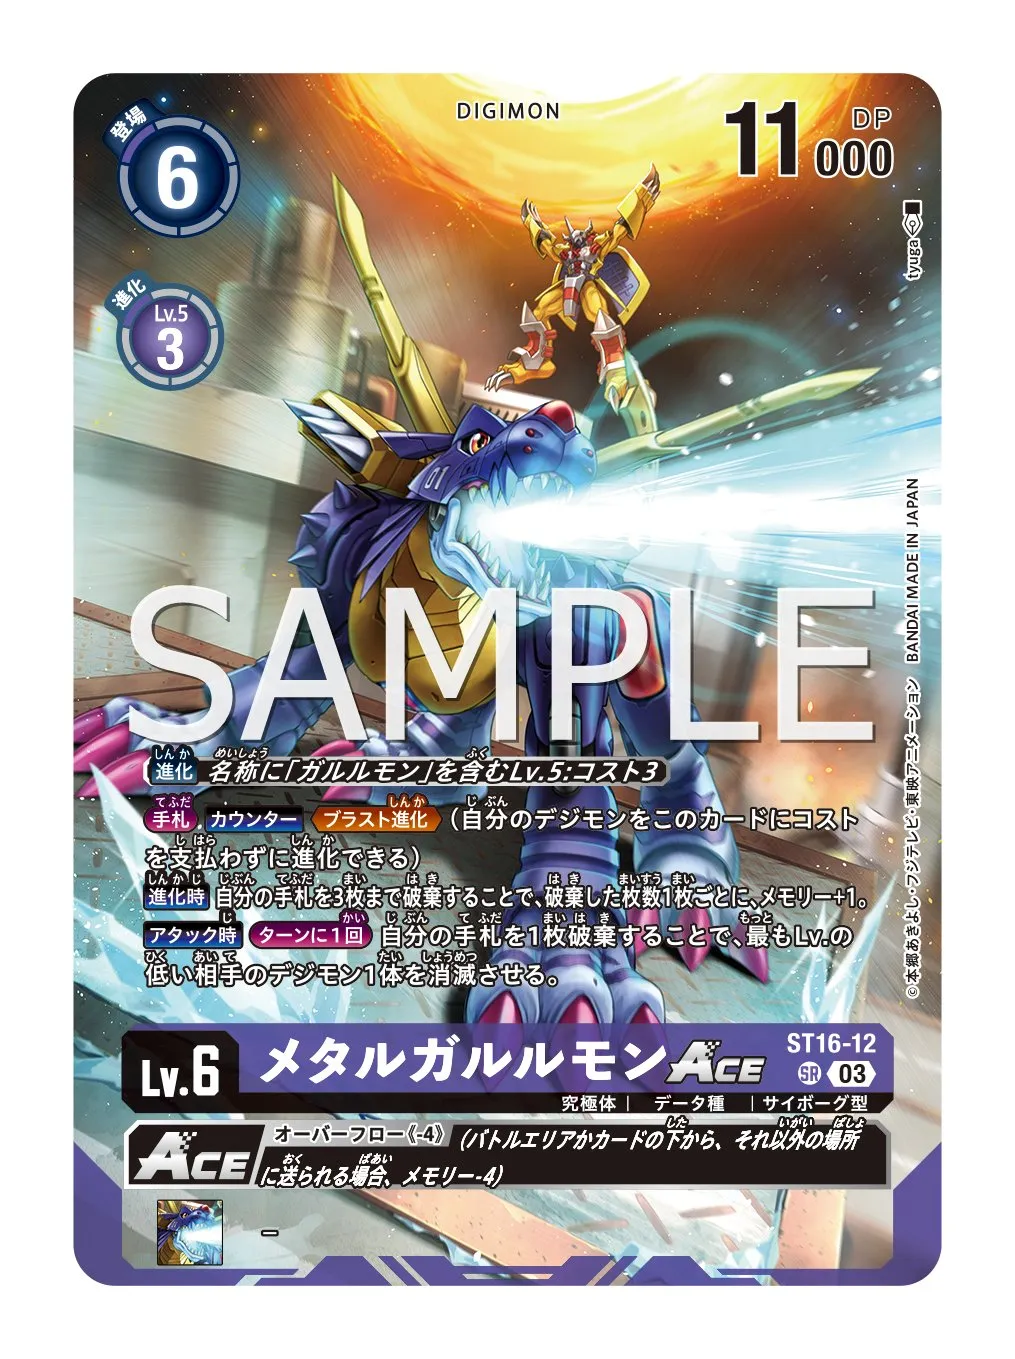 DIGIMON
登場
6
11000
DP
進化
Lv.5
3
tyuga
BANDAI MADE IN JAPAN
©本郷あきよし・フジテレビ・東映アニメーション
01
SAMPLE
進化 名称に「ガルルモン」を含むLv.5:コスト3
手札 カウンター ブラスト進化 (自分のデジモンをこのカードにコスト
を支払わずに進化できる)
進化時 自分の手札を3枚まで破棄することで、破棄した枚数1枚ごとに、メモリー+1。
アタック時 ターンに1回 自分の手札を1枚破棄することで、最もLv.の
低い相手のデジモン1体を消滅させる。
Lv.6
メタルガルルモン ACE
ST16-12
SR 03
究極体 | データ種 | サイボーグ型
ACE オーバーフロー《-4》 (バトルエリアかカードの下から、それ以外の場所
に送られる場合、メモリー-4)
ー